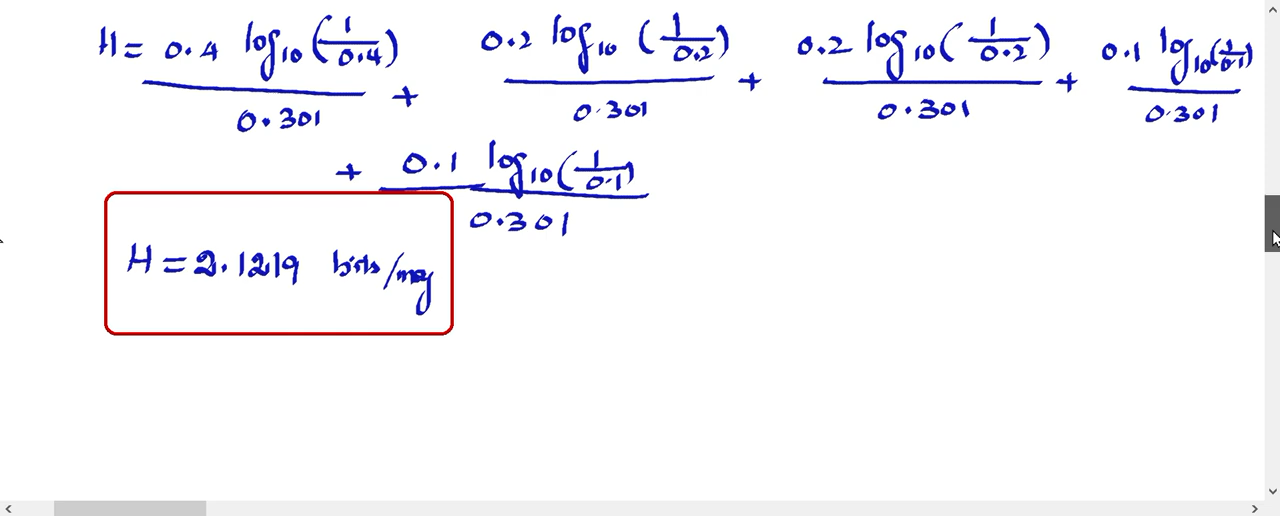 H = 0.4 log10(1/0.4) / 0.301 + 0.2 log10(1/0.2) / 0.301 + 0.2 log10(1/0.2) / 0.301 + 0.1 log10(1/0.1) / 0.301
+ 0.1 log10(1/0.1) / 0.301
H = 2.1219 bits/msg